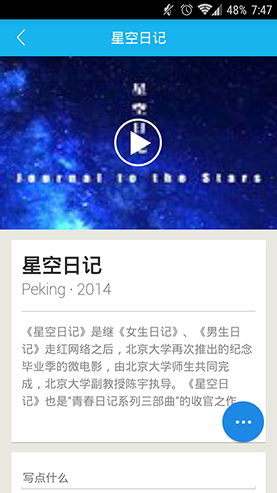 48% 7:47
星空日记
星空日记
Journal to the Stars
星空日记
Peking · 2014
《星空日记》是继《女生日记》、《男生日
记》走红网络之后，北京大学再次推出的纪念
毕业季的微电影，由北京大学师生共同完
成，北京大学副教授陈宇执导。《星空日
记》也是“青春日记系列三部曲”的收官之作
写点什么